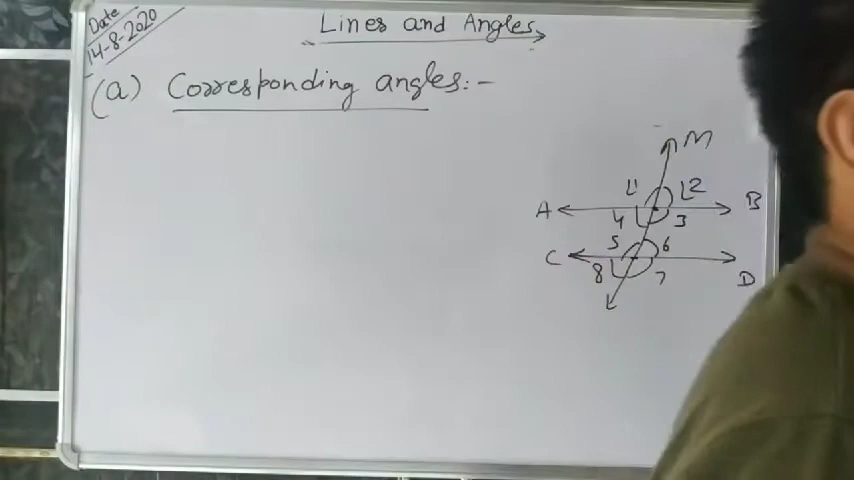 Date
14-8-2020
Lines and Angles
(a) Corresponding angles:-
M
∠1 ∠2
A B
4 3
5 6
C D
8 7